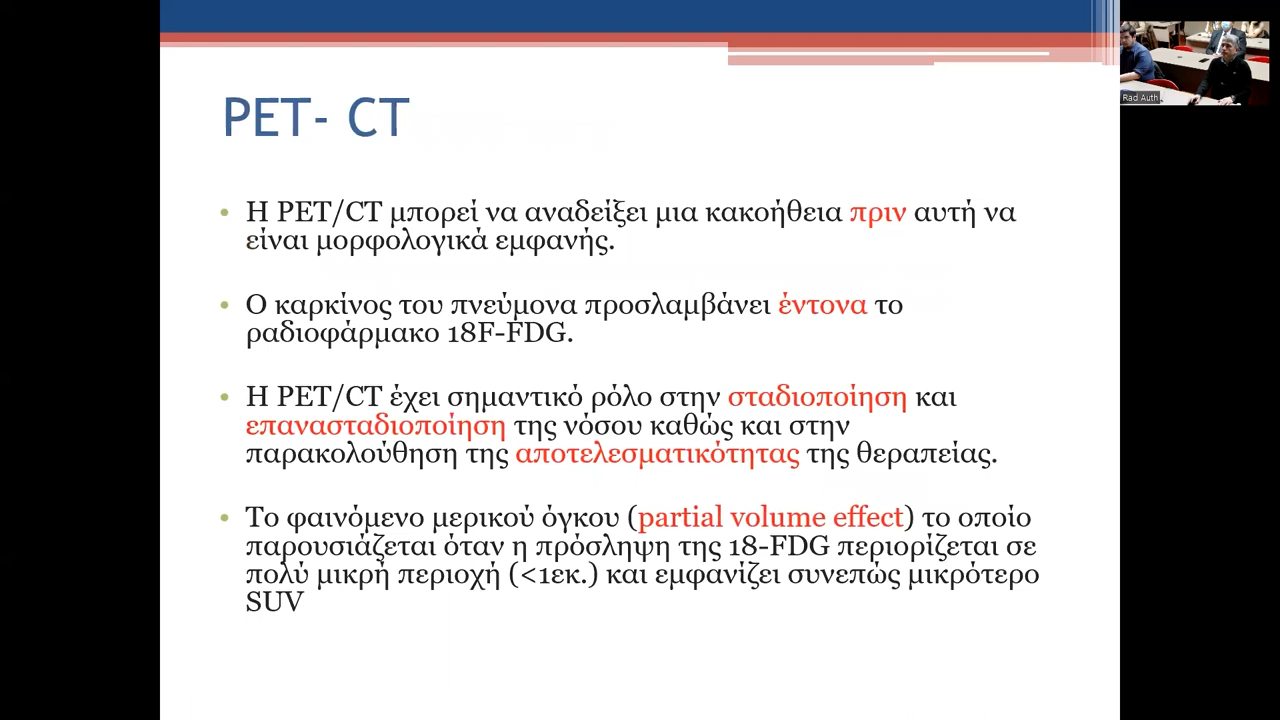 PET- CT
• Η PET/CT μπορεί να αναδείξει μια κακοήθεια πριν αυτή να
είναι μορφολογικά εμφανής.
• Ο καρκίνος του πνεύμονα προσλαμβάνει έντονα το
ραδιοφάρμακο 18F-FDG.
• Η PET/CT έχει σημαντικό ρόλο στην σταδιοποίηση και
επανασταδιοποίηση της νόσου καθώς και στην
παρακολούθηση της αποτελεσματικότητας της θεραπείας.
• Το φαινόμενο μερικού όγκου (partial volume effect) το οποίο
παρουσιάζεται όταν η πρόσληψη της 18-FDG περιορίζεται σε
πολύ μικρή περιοχή (<1εκ.) και εμφανίζει συνεπώς μικρότερο
SUV
Rad Auth